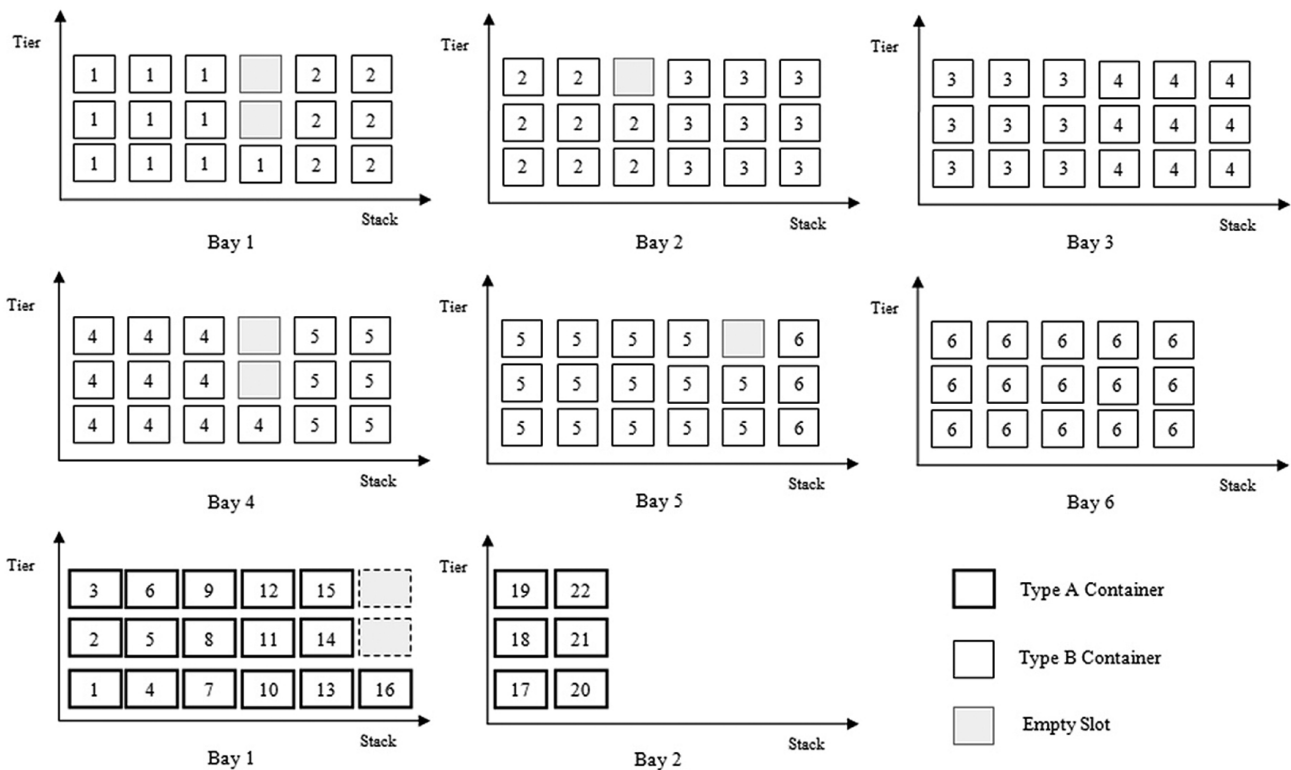 Tier
1 1 1 2 2
1 1 1 2 2
1 1 1 1 2 2
Stack
Bay 1
Tier
2 2 3 3 3
2 2 2 3 3 3
2 2 2 3 3 3
Stack
Bay 2
Tier
3 3 3 4 4 4
3 3 3 4 4 4
3 3 3 4 4 4
Stack
Bay 3
Tier
4 4 4 5 5
4 4 4 5 5
4 4 4 4 5 5
Stack
Bay 4
Tier
5 5 5 5 6
5 5 5 5 5 6
5 5 5 5 5 6
Stack
Bay 5
Tier
6 6 6 6 6
6 6 6 6 6
6 6 6 6 6
Stack
Bay 6
Tier
3 6 9 12 15
2 5 8 11 14
1 4 7 10 13 16
Stack
Bay 1
Tier
19 22
18 21
17 20
Stack
Bay 2
Type A Container
Type B Container
Empty Slot